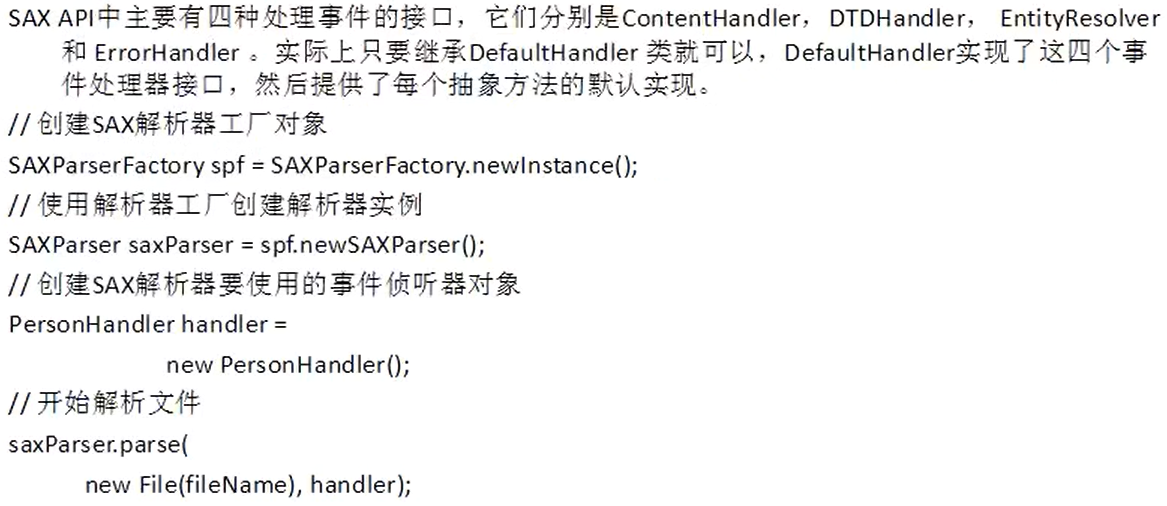 SAX API中主要有四种处理事件的接口，它们分别是ContentHandler，DTDHandler， EntityResolver
和 ErrorHandler 。实际上只要继承DefaultHandler 类就可以，DefaultHandler实现了这四个事
件处理器接口，然后提供了每个抽象方法的默认实现。
// 创建SAX解析器工厂对象
SAXParserFactory spf = SAXParserFactory.newInstance();
// 使用解析器工厂创建解析器实例
SAXParser saxParser = spf.newSAXParser();
// 创建SAX解析器要使用的事件侦听器对象
PersonHandler handler =
new PersonHandler();
// 开始解析文件
saxParser.parse(
new File(fileName), handler);